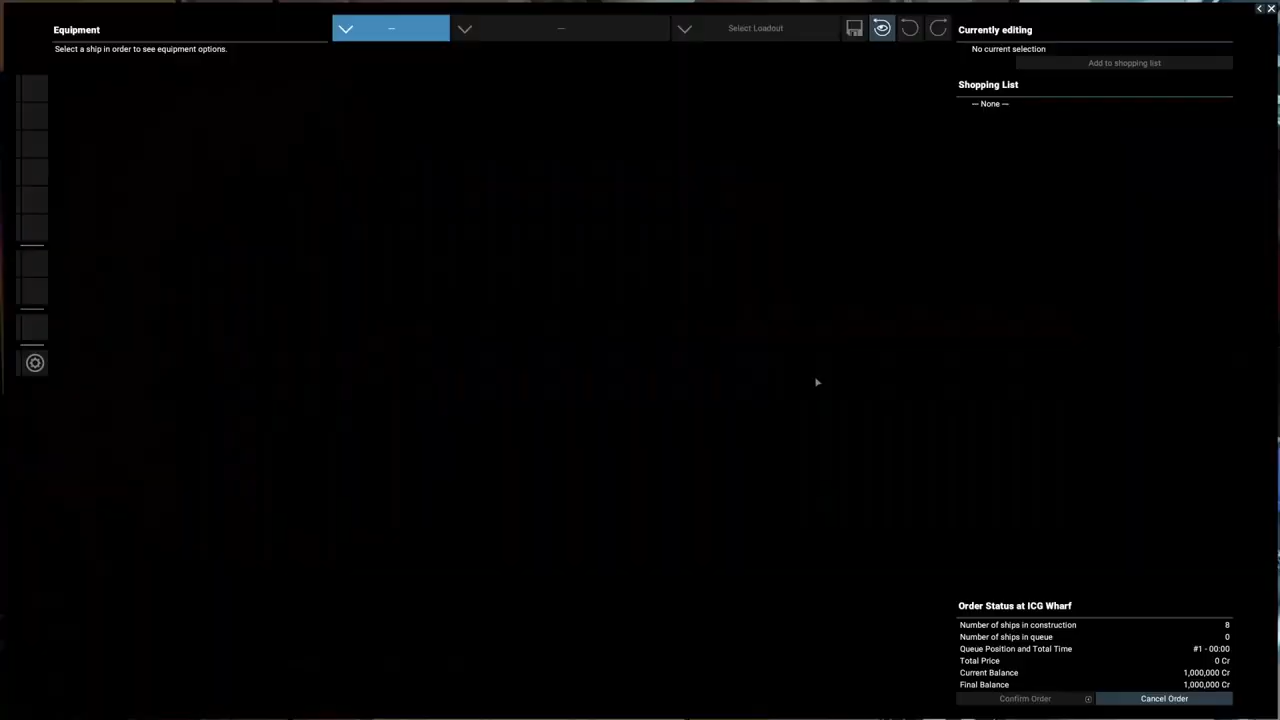 Equipment
Select a ship in order to see equipment options.
—
—
Select Loadout
Currently editing
No current selection
Add to shopping list
Shopping List
— None —
Order Status at ICG Wharf
Number of ships in construction 8
Number of ships in queue 0
Queue Position and Total Time #1 - 00:00
Total Price 0 Cr
Current Balance 1,000,000 Cr
Final Balance 1,000,000 Cr
Confirm Order
Cancel Order